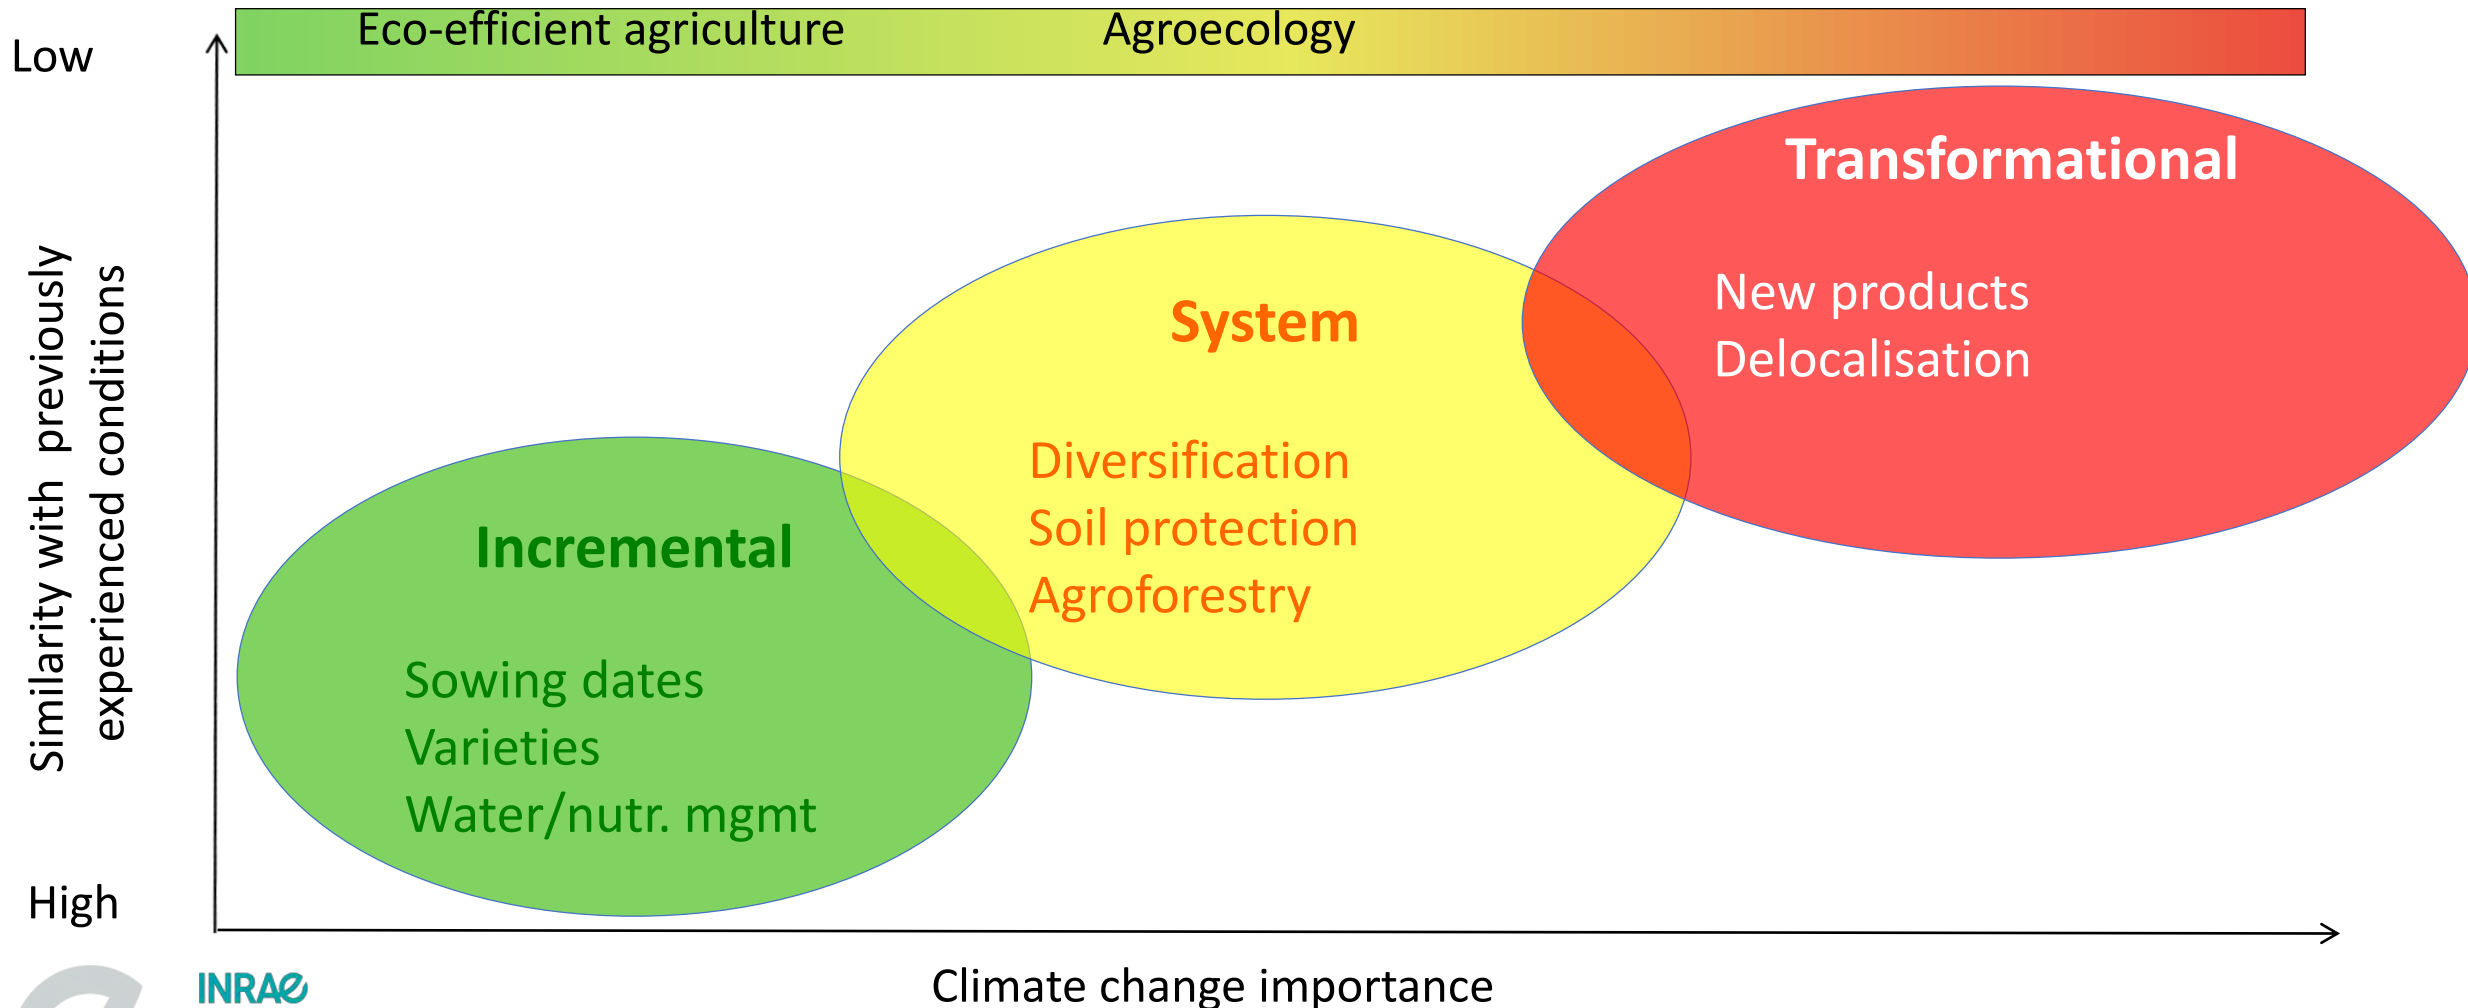 Eco-efficient agriculture
Agroecology
Low
Similarity with previously
experienced conditions
High
Transformational
New products
Delocalisation
System
Diversification
Soil protection
Agroforestry
Incremental
Sowing dates
Varieties
Water/nutr. mgmt
INRAE
Climate change importance